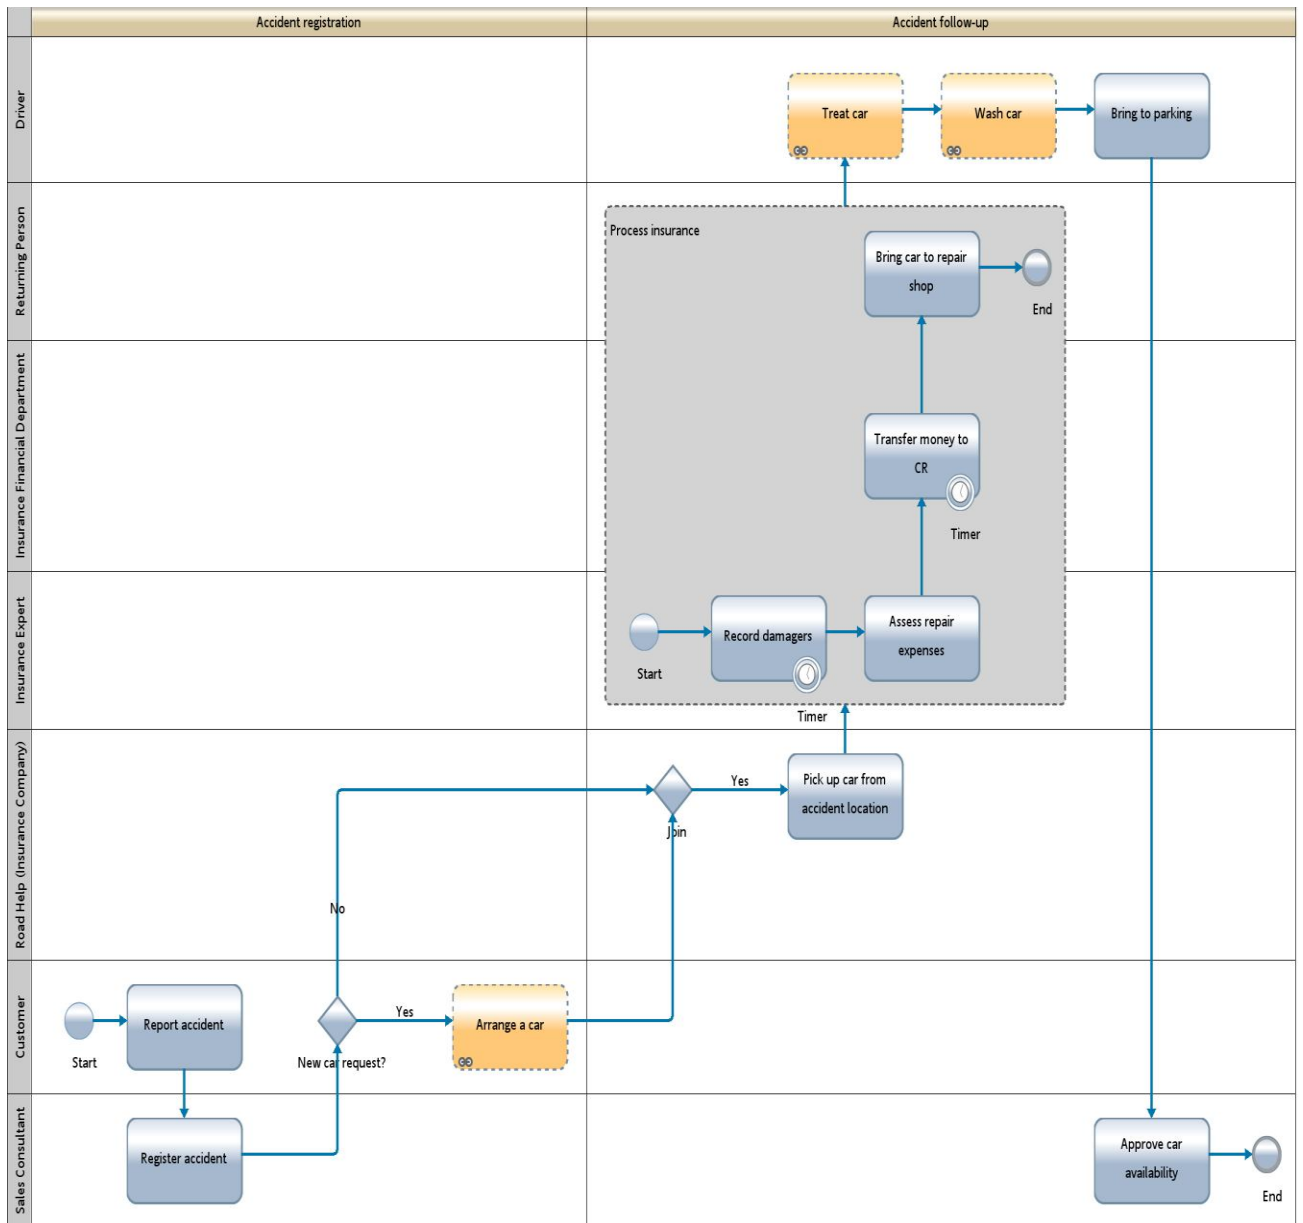 Accident registration
Accident follow-up
Driver
Treat car
Wash car
Bring to parking
Returning Person
Process insurance
Bring car to repair
shop
End
Insurance Financial Department
Transfer money to
CR
Timer
Insurance Expert
Start
Record damagers
Timer
Assess repair
expenses
Road Help (Insurance Company)
Join
Yes
Pick up car from
accident location
No
Customer
Start
Report accident
New car request?
Yes
Arrange a car
Sales Consultant
Register accident
Approve car
availability
End